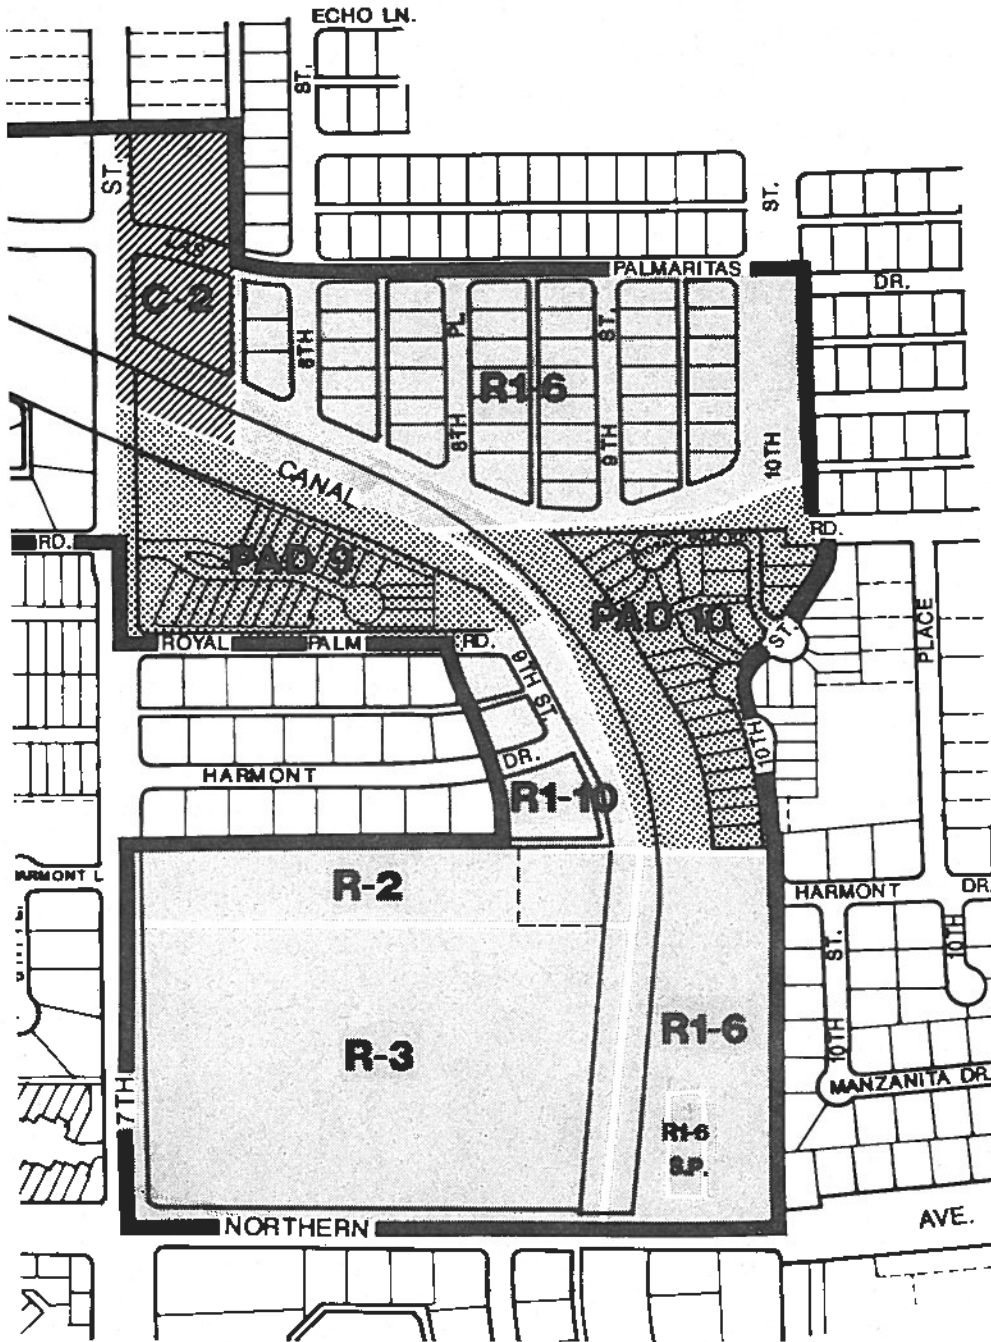 ECHO LN.
ST.
ST.
ST.
LAS
PALMARITAS
DR.
C-2
8TH
PL.
ST.
R1-6
8TH
9TH
10TH
CANAL
RD.
RD.
PAD 9
PAD 10
PLACE
ROYAL PALM RD.
ST.
9TH ST.
10TH
HARMONT DR.
R1-10
R-2
HARMONT DR.
ST.
10TH
R-3
R1-6
10TH
MANZANITA DR.
7TH
R1-6
S.P.
NORTHERN AVE.